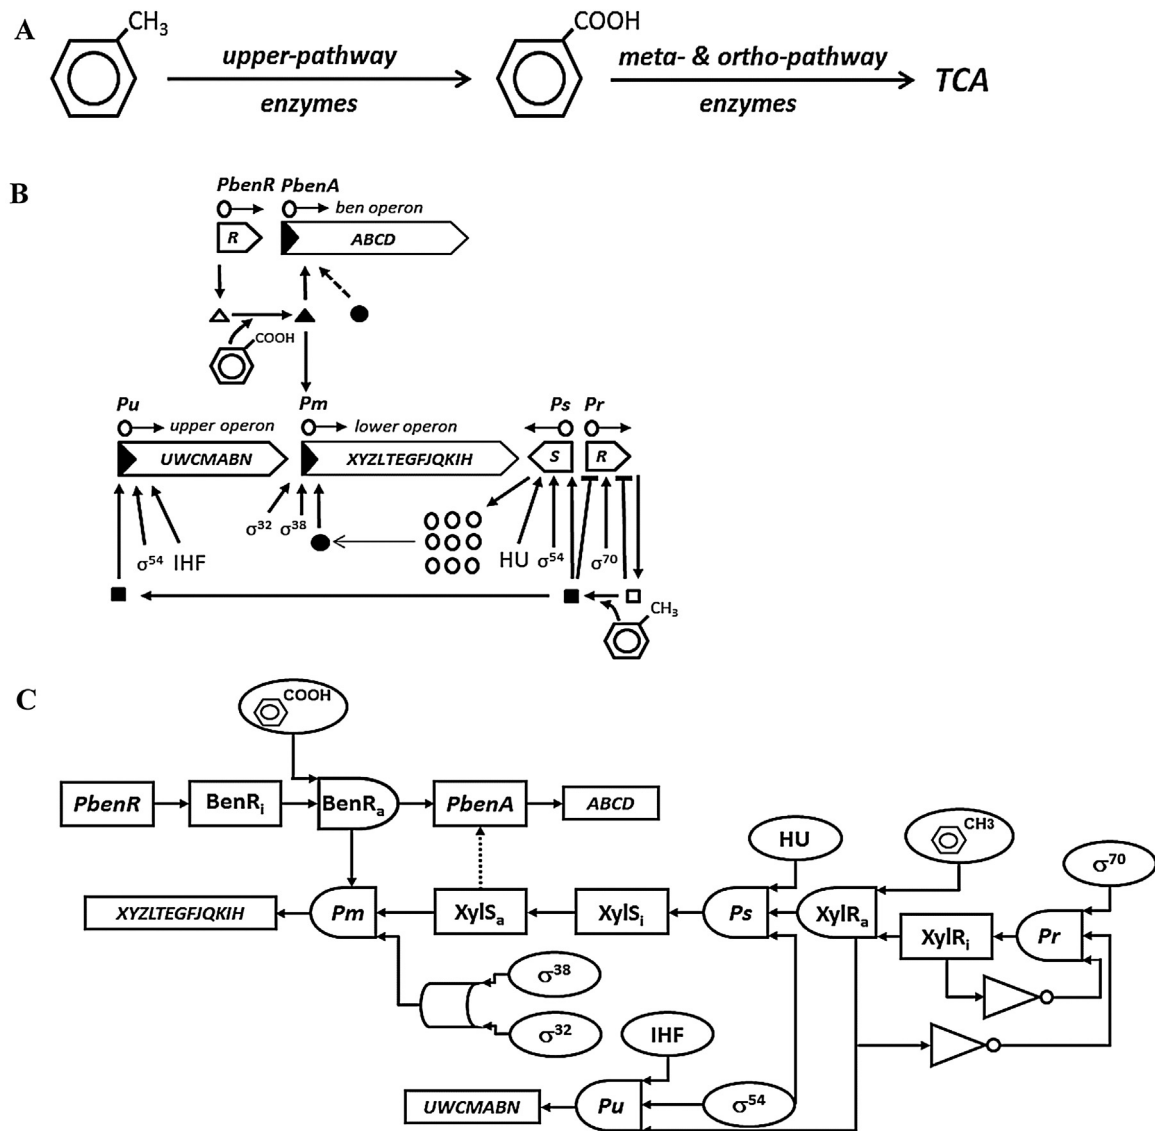 A
CH₃
upper-pathway
enzymes
COOH
meta- & ortho-pathway
enzymes
TCA
B
PbenR PbenA
ben operon
R ABCD
COOH
Pu Pm Ps Pr
upper operon lower operon
UWCMABN XYZLTEGFJQKIH S R
σ³² σ³⁸
σ⁵⁴ IHF HU σ⁵⁴ σ⁷⁰
CH₃
C
COOH
PbenR BenRᵢ BenRₐ PbenA ABCD
HU CH3 σ⁷⁰
XYZLTEGFJQKIH Pm XylSₐ XylSᵢ Ps XylRₐ XylRᵢ Pr
σ³⁸
σ³²
IHF
UWCMABN Pu σ⁵⁴